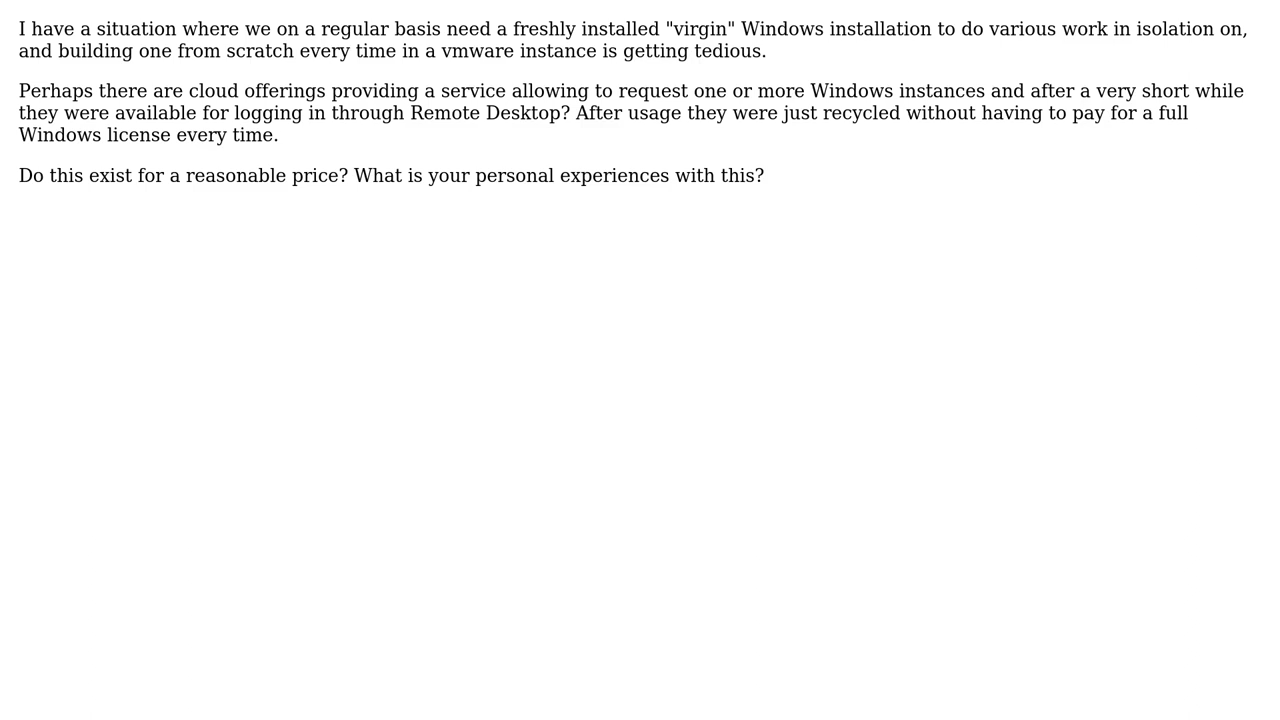 I have a situation where we on a regular basis need a freshly installed "virgin" Windows installation to do various work in isolation on,
and building one from scratch every time in a vmware instance is getting tedious.
Perhaps there are cloud offerings providing a service allowing to request one or more Windows instances and after a very short while
they were available for logging in through Remote Desktop? After usage they were just recycled without having to pay for a full
Windows license every time.
Do this exist for a reasonable price? What is your personal experiences with this?